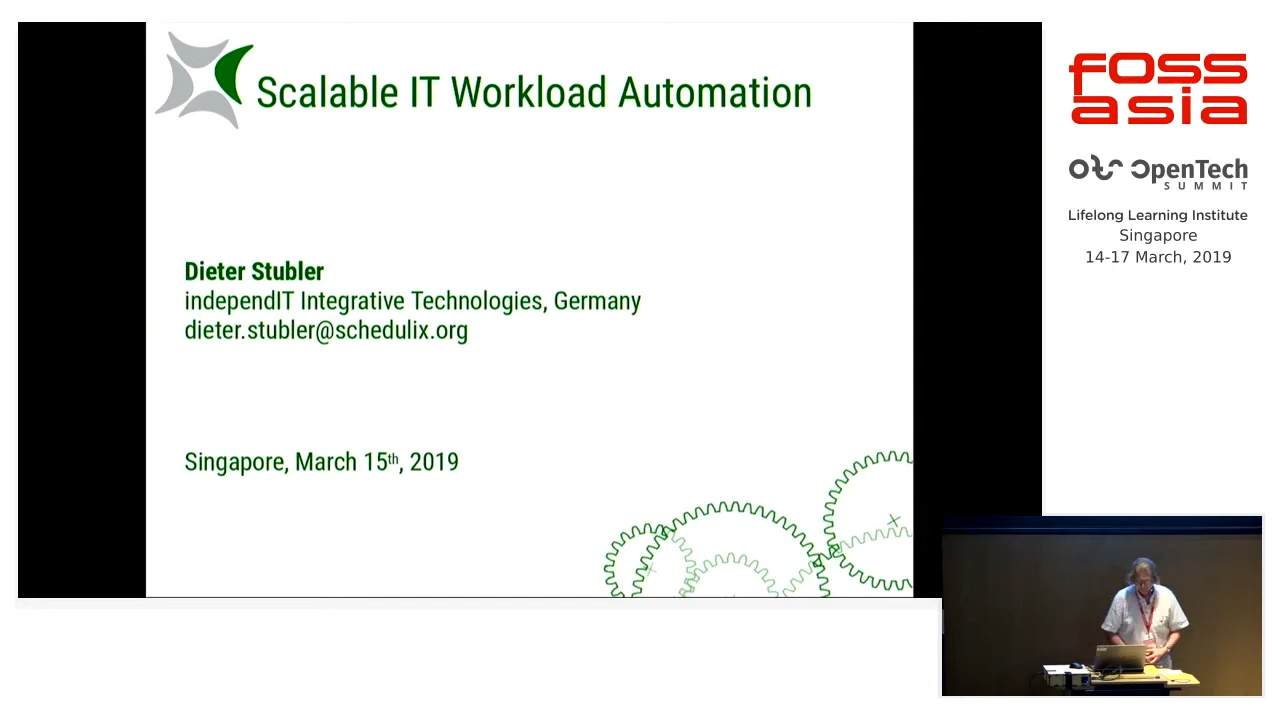 Scalable IT Workload Automation
Dieter Stubler
independIT Integrative Technologies, Germany
dieter.stubler@schedulix.org
Singapore, March 15th, 2019
FOSS
asia
OTS OpenTech
SUMMIT
Lifelong Learning Institute
Singapore
14-17 March, 2019